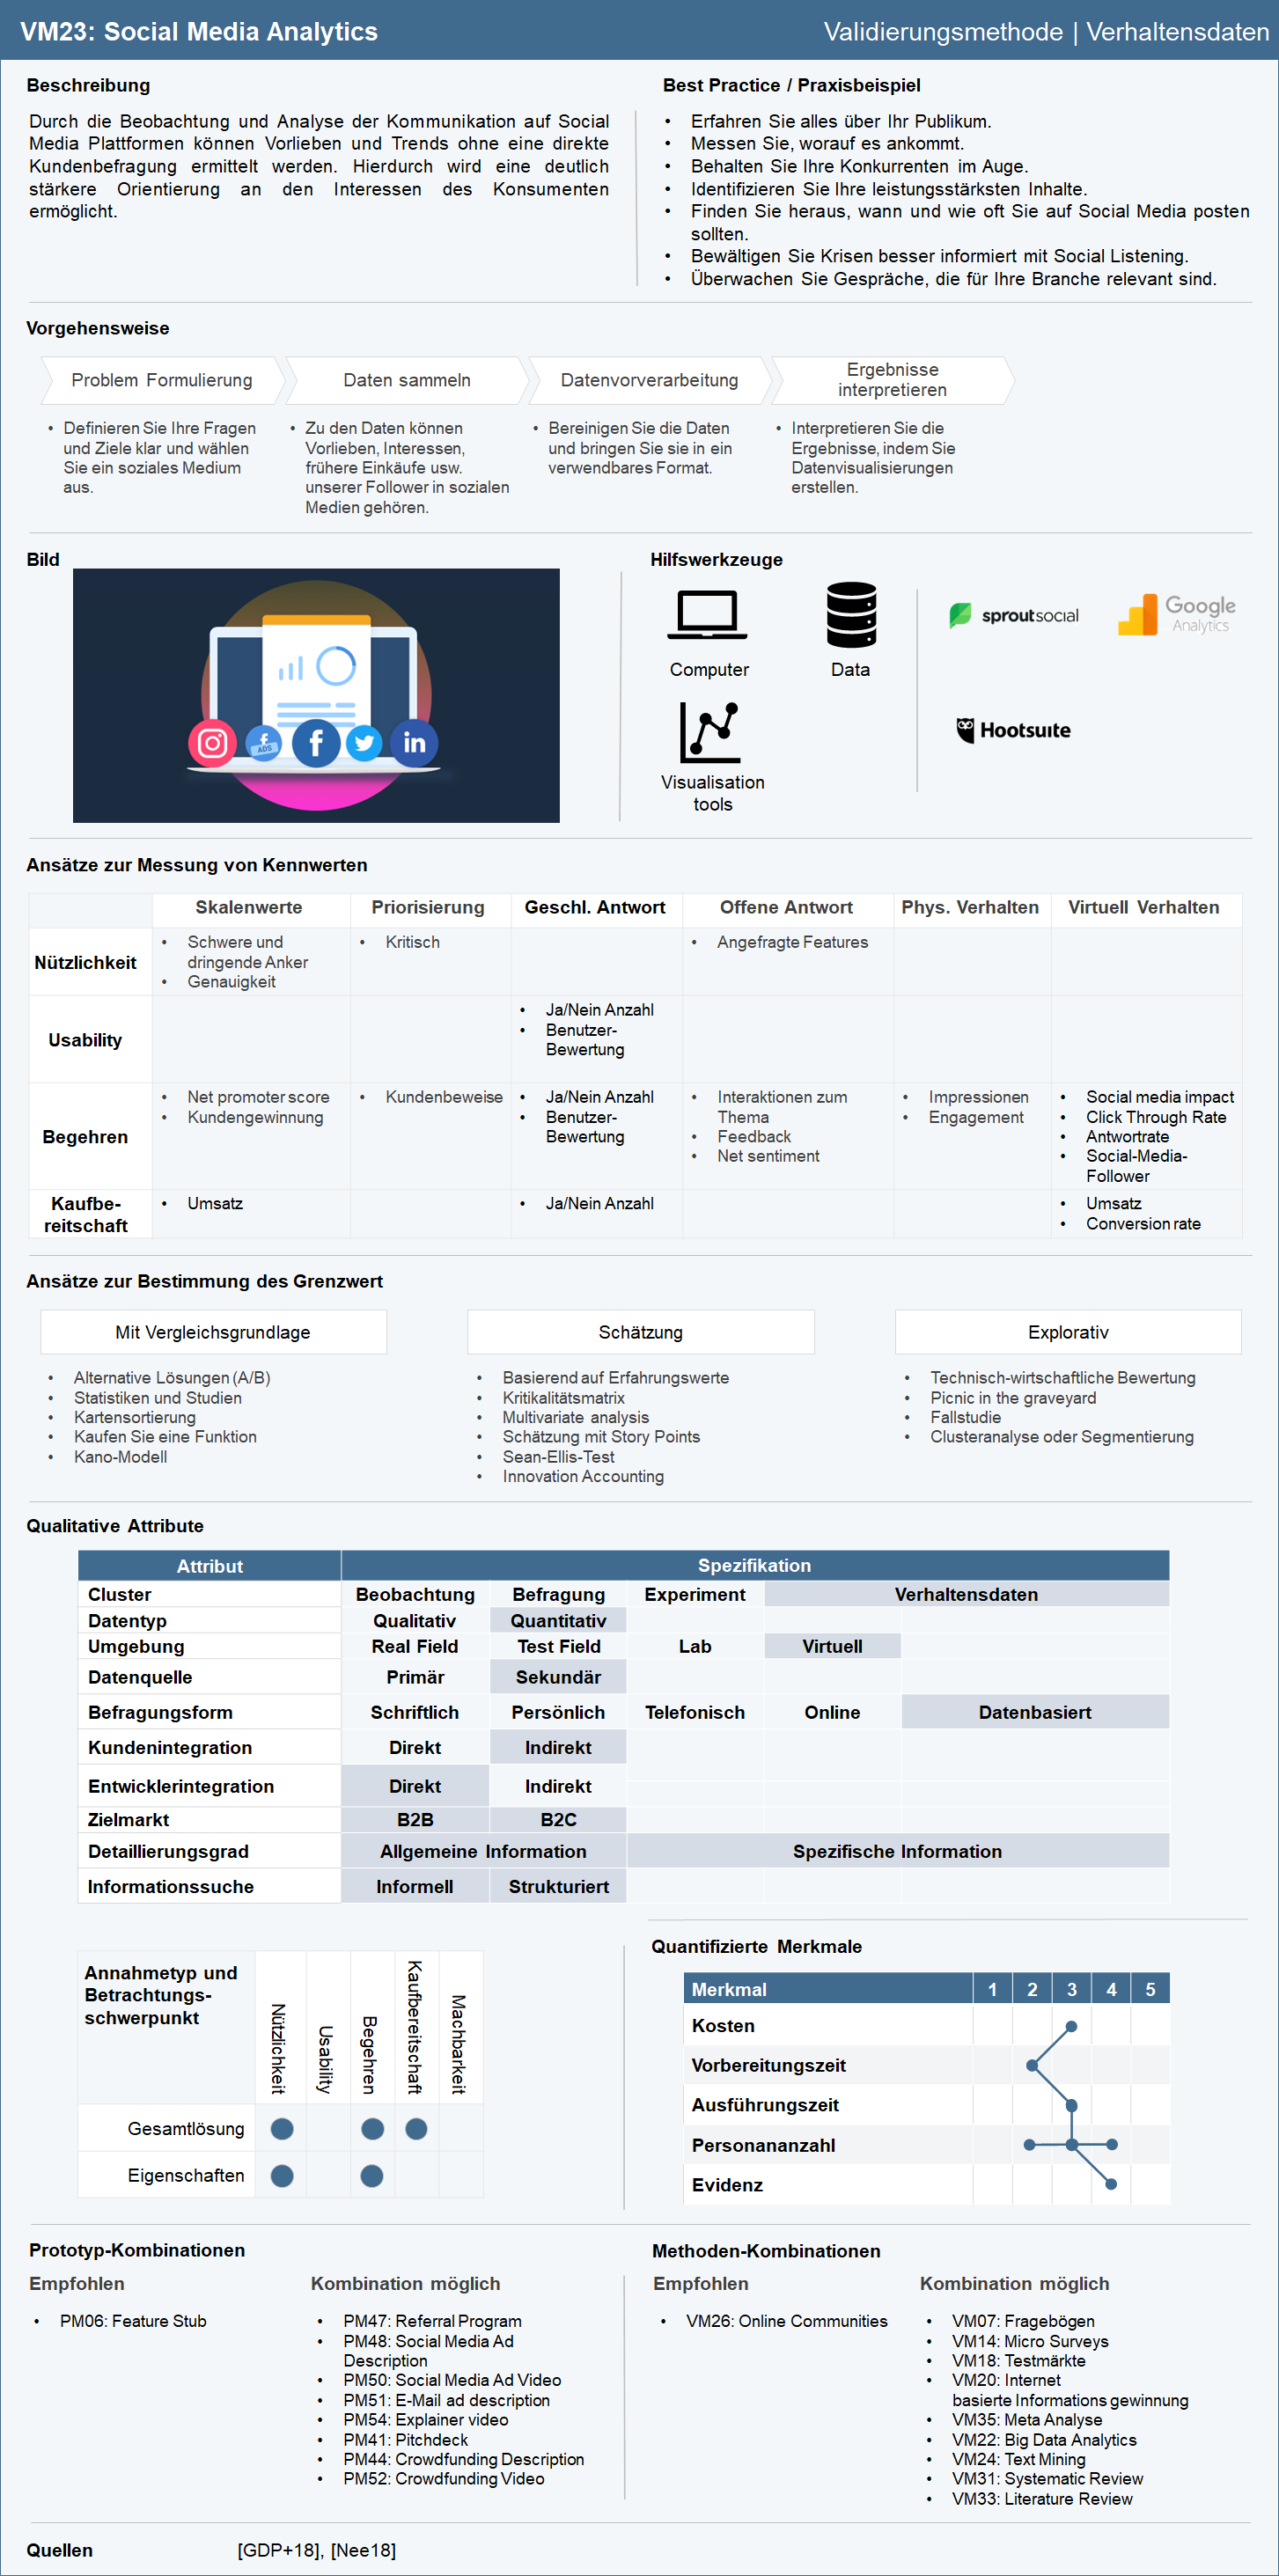 VM23: Social Media Analytics
Validierungsmethode | Verhaltensdaten
Beschreibung
Durch die Beobachtung und Analyse der Kommunikation auf Social
Media Plattformen können Vorlieben und Trends ohne eine direkte
Kundenbefragung ermittelt werden. Hierdurch wird eine deutlich
stärkere Orientierung an den Interessen des Konsumenten
ermöglicht.
Best Practice / Praxisbeispiel
• Erfahren Sie alles über Ihr Publikum.
• Messen Sie, worauf es ankommt.
• Behalten Sie Ihre Konkurrenten im Auge.
• Identifizieren Sie Ihre leistungsstärksten Inhalte.
• Finden Sie heraus, wann und wie oft Sie auf Social Media posten
sollten.
• Bewältigen Sie Krisen besser informiert mit Social Listening.
• Überwachen Sie Gespräche, die für Ihre Branche relevant sind.
Vorgehensweise
Problem Formulierung
• Definieren Sie Ihre Fragen
und Ziele klar und wählen
Sie ein soziales Medium
aus.
Daten sammeln
• Zu den Daten können
Vorlieben, Interessen,
frühere Einkäufe usw.
unserer Follower in sozialen
Medien gehören.
Datenvorverarbeitung
• Bereinigen Sie die Daten
und bringen Sie sie in ein
verwendbares Format.
Ergebnisse
interpretieren
• Interpretieren Sie die
Ergebnisse, indem Sie
Datenvisualisierungen
erstellen.
Bild
f
ADS
f
in
Hilfswerkzeuge
Computer
Data
Visualisation
tools
sproutsocial
Google
Analytics
Hootsuite
Ansätze zur Messung von Kennwerten
Skalenwerte Priorisierung Geschl. Antwort Offene Antwort Phys. Verhalten Virtuell Verhalten
Nützlichkeit
• Schwere und
dringende Anker
• Genauigkeit
• Kritisch
• Angefragte Features
Usability
• Ja/Nein Anzahl
• Benutzer-
Bewertung
Begehren
• Net promoter score
• Kundengewinnung
• Kundenbeweise
• Ja/Nein Anzahl
• Benutzer-
Bewertung
• Interaktionen zum
Thema
• Feedback
• Net sentiment
• Impressionen
• Engagement
• Social media impact
• Click Through Rate
• Antwortrate
• Social-Media-
Follower
Kaufbe-
reitschaft
• Umsatz
• Ja/Nein Anzahl
• Umsatz
• Conversion rate
Ansätze zur Bestimmung des Grenzwert
Mit Vergleichsgrundlage
• Alternative Lösungen (A/B)
• Statistiken und Studien
• Kartensortierung
• Kaufen Sie eine Funktion
• Kano-Modell
Schätzung
• Basierend auf Erfahrungswerte
• Kritikalitätsmatrix
• Multivariate analysis
• Schätzung mit Story Points
• Sean-Ellis-Test
• Innovation Accounting
Explorativ
• Technisch-wirtschaftliche Bewertung
• Picnic in the graveyard
• Fallstudie
• Clusteranalyse oder Segmentierung
Qualitative Attribute
Attribut Spezifikation
Cluster Beobachtung Befragung Experiment Verhaltensdaten
Datentyp Qualitativ Quantitativ
Umgebung Real Field Test Field Lab Virtuell
Datenquelle Primär Sekundär
Befragungsform Schriftlich Persönlich Telefonisch Online Datenbasiert
Kundenintegration Direkt Indirekt
Entwicklerintegration Direkt Indirekt
Zielmarkt B2B B2C
Detaillierungsgrad Allgemeine Information Spezifische Information
Informationssuche Informell Strukturiert
Annahmetyp und
Betrachtungs-
schwerpunkt
Nützlichkeit
Usability
Begehren
Kaufbereitschaft
Machbarkeit
Gesamtlösung
Eigenschaften
Quantifizierte Merkmale
Merkmal 1 2 3 4 5
Kosten
Vorbereitungszeit
Ausführungszeit
Personananzahl
Evidenz
Prototyp-Kombinationen
Empfohlen
• PM06: Feature Stub
Kombination möglich
• PM47: Referral Program
• PM48: Social Media Ad
Description
• PM50: Social Media Ad Video
• PM51: E-Mail ad description
• PM54: Explainer video
• PM41: Pitchdeck
• PM44: Crowdfunding Description
• PM52: Crowdfunding Video
Methoden-Kombinationen
Empfohlen
• VM26: Online Communities
Kombination möglich
• VM07: Fragebögen
• VM14: Micro Surveys
• VM18: Testmärkte
• VM20: Internet
basierte Informations gewinnung
• VM35: Meta Analyse
• VM22: Big Data Analytics
• VM24: Text Mining
• VM31: Systematic Review
• VM33: Literature Review
Quellen
[GDP+18], [Nee18]